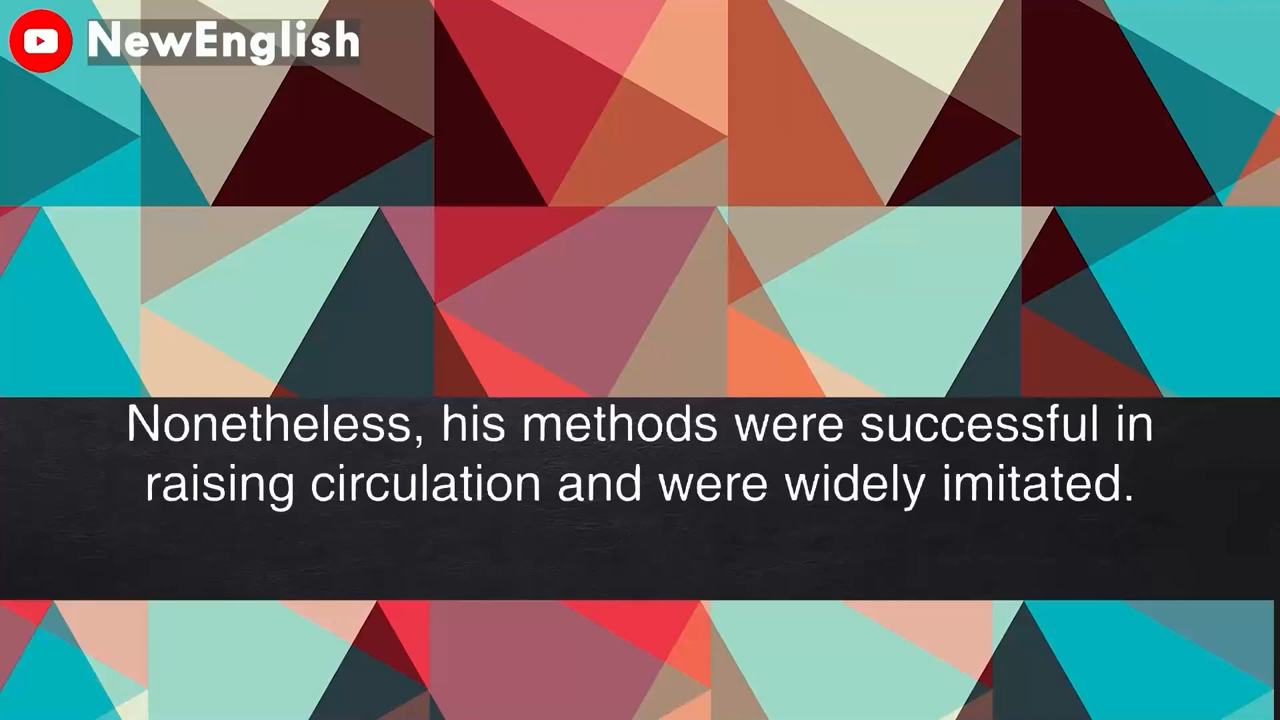 NewEnglish
Nonetheless, his methods were successful in
raising circulation and were widely imitated.